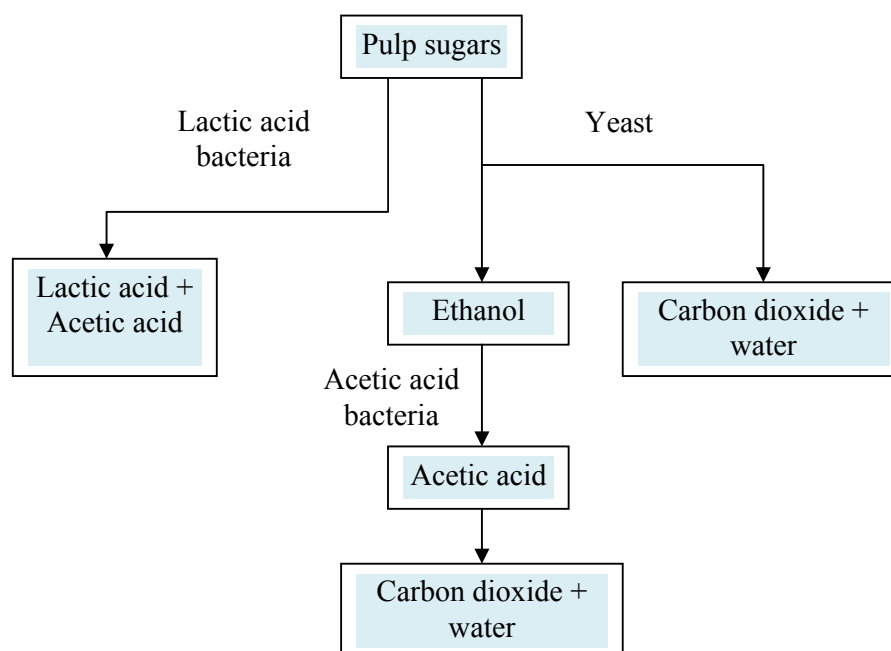 Pulp sugars
Lactic acid
bacteria
Yeast
Lactic acid +
Acetic acid
Ethanol
Carbon dioxide +
water
Acetic acid
bacteria
Acetic acid
Carbon dioxide +
water